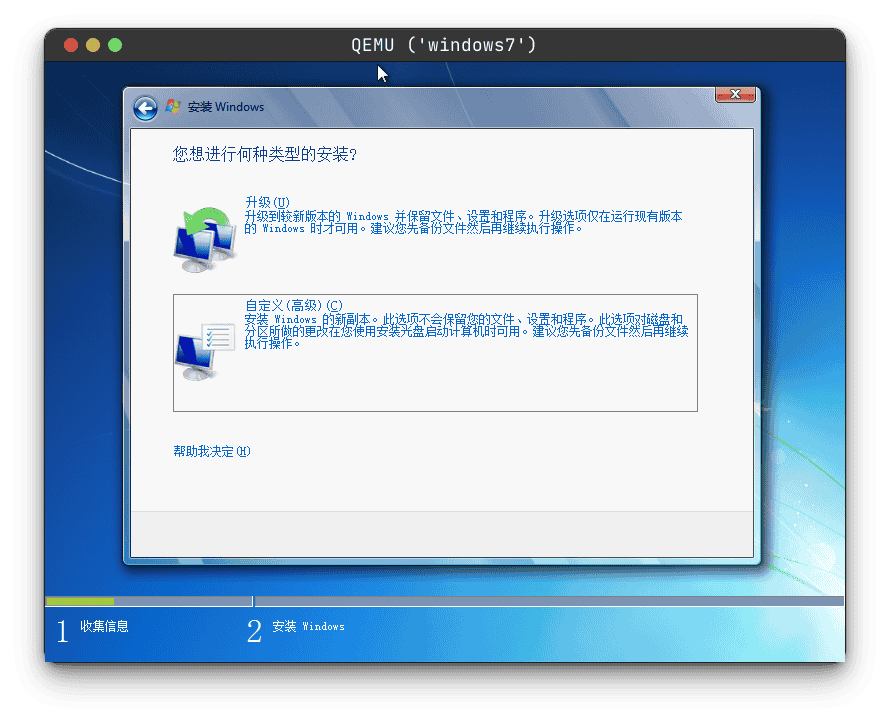 QEMU ('windows7')
安装 Windows
您想进行何种类型的安装?
升级(U)
升级到较新版本的 Windows 并保留文件、设置和程序。升级选项仅在运行现有版本
的 Windows 时才可用。建议您先备份文件然后再继续执行操作。
自定义(高级)(C)
安装 Windows 的新副本。此选项不会保留您的文件、设置和程序。此选项对磁盘和
分区所做的更改在您使用安装光盘启动计算机时可用。建议您先备份文件然后再继续
执行操作。
帮助我决定(H)
1 收集信息
2 安装 Windows